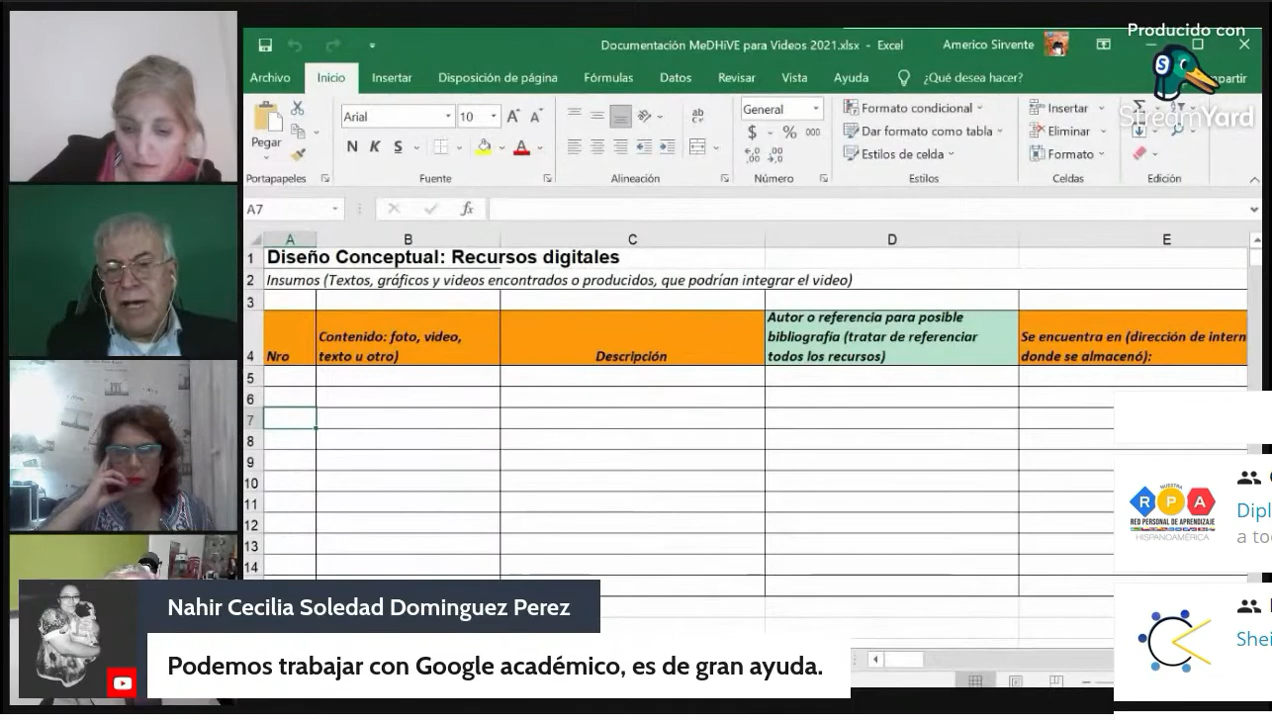 Producido con
StreamYard
Documentación MeDHiVE para Videos 2021.xlsx - Excel
Americo Sirvente
Archivo Inicio Insertar Disposición de página Fórmulas Datos Revisar Vista Ayuda ¿Qué desea hacer? partir
Pegar
Arial 10
N K S
General
$ % 000
Formato condicional
Dar formato como tabla
Estilos de celda
Insertar
Eliminar
Formato
Portapapeles Fuente Alineación Número Estilos Celdas Edición
A7 fx
A B C D E
1 Diseño Conceptual: Recursos digitales
2 Insumos (Textos, gráficos y videos encontrados o producidos, que podrían integrar el video)
3
4 Nro
Contenido: foto, video,
texto u otro)
Descripción
Autor o referencia para posible
bibliografía (tratar de referenciar
todos los recursos)
Se encuentra en (dirección de intern
donde se almacenó):
5
6
7
8
9
10
11
12
13
14
NUESTRA
RPA
RED PERSONAL DE APRENDIZAJE
HISPANOAMÉRICA
Dipl
a to
Shei
Nahir Cecilia Soledad Dominguez Perez
Podemos trabajar con Google académico, es de gran ayuda.